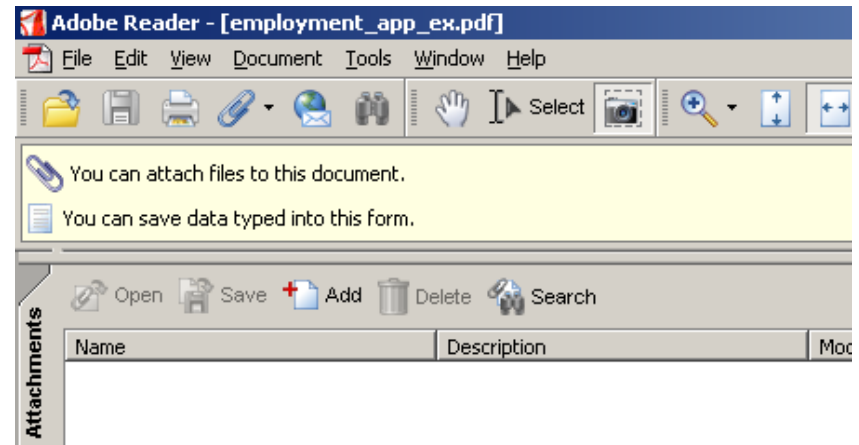 Adobe Reader - [employment_app_ex.pdf]
File Edit View Document Tools Window Help
Select
You can attach files to this document.
You can save data typed into this form.
Open Save Add Delete Search
Name Description Mod
Attachments